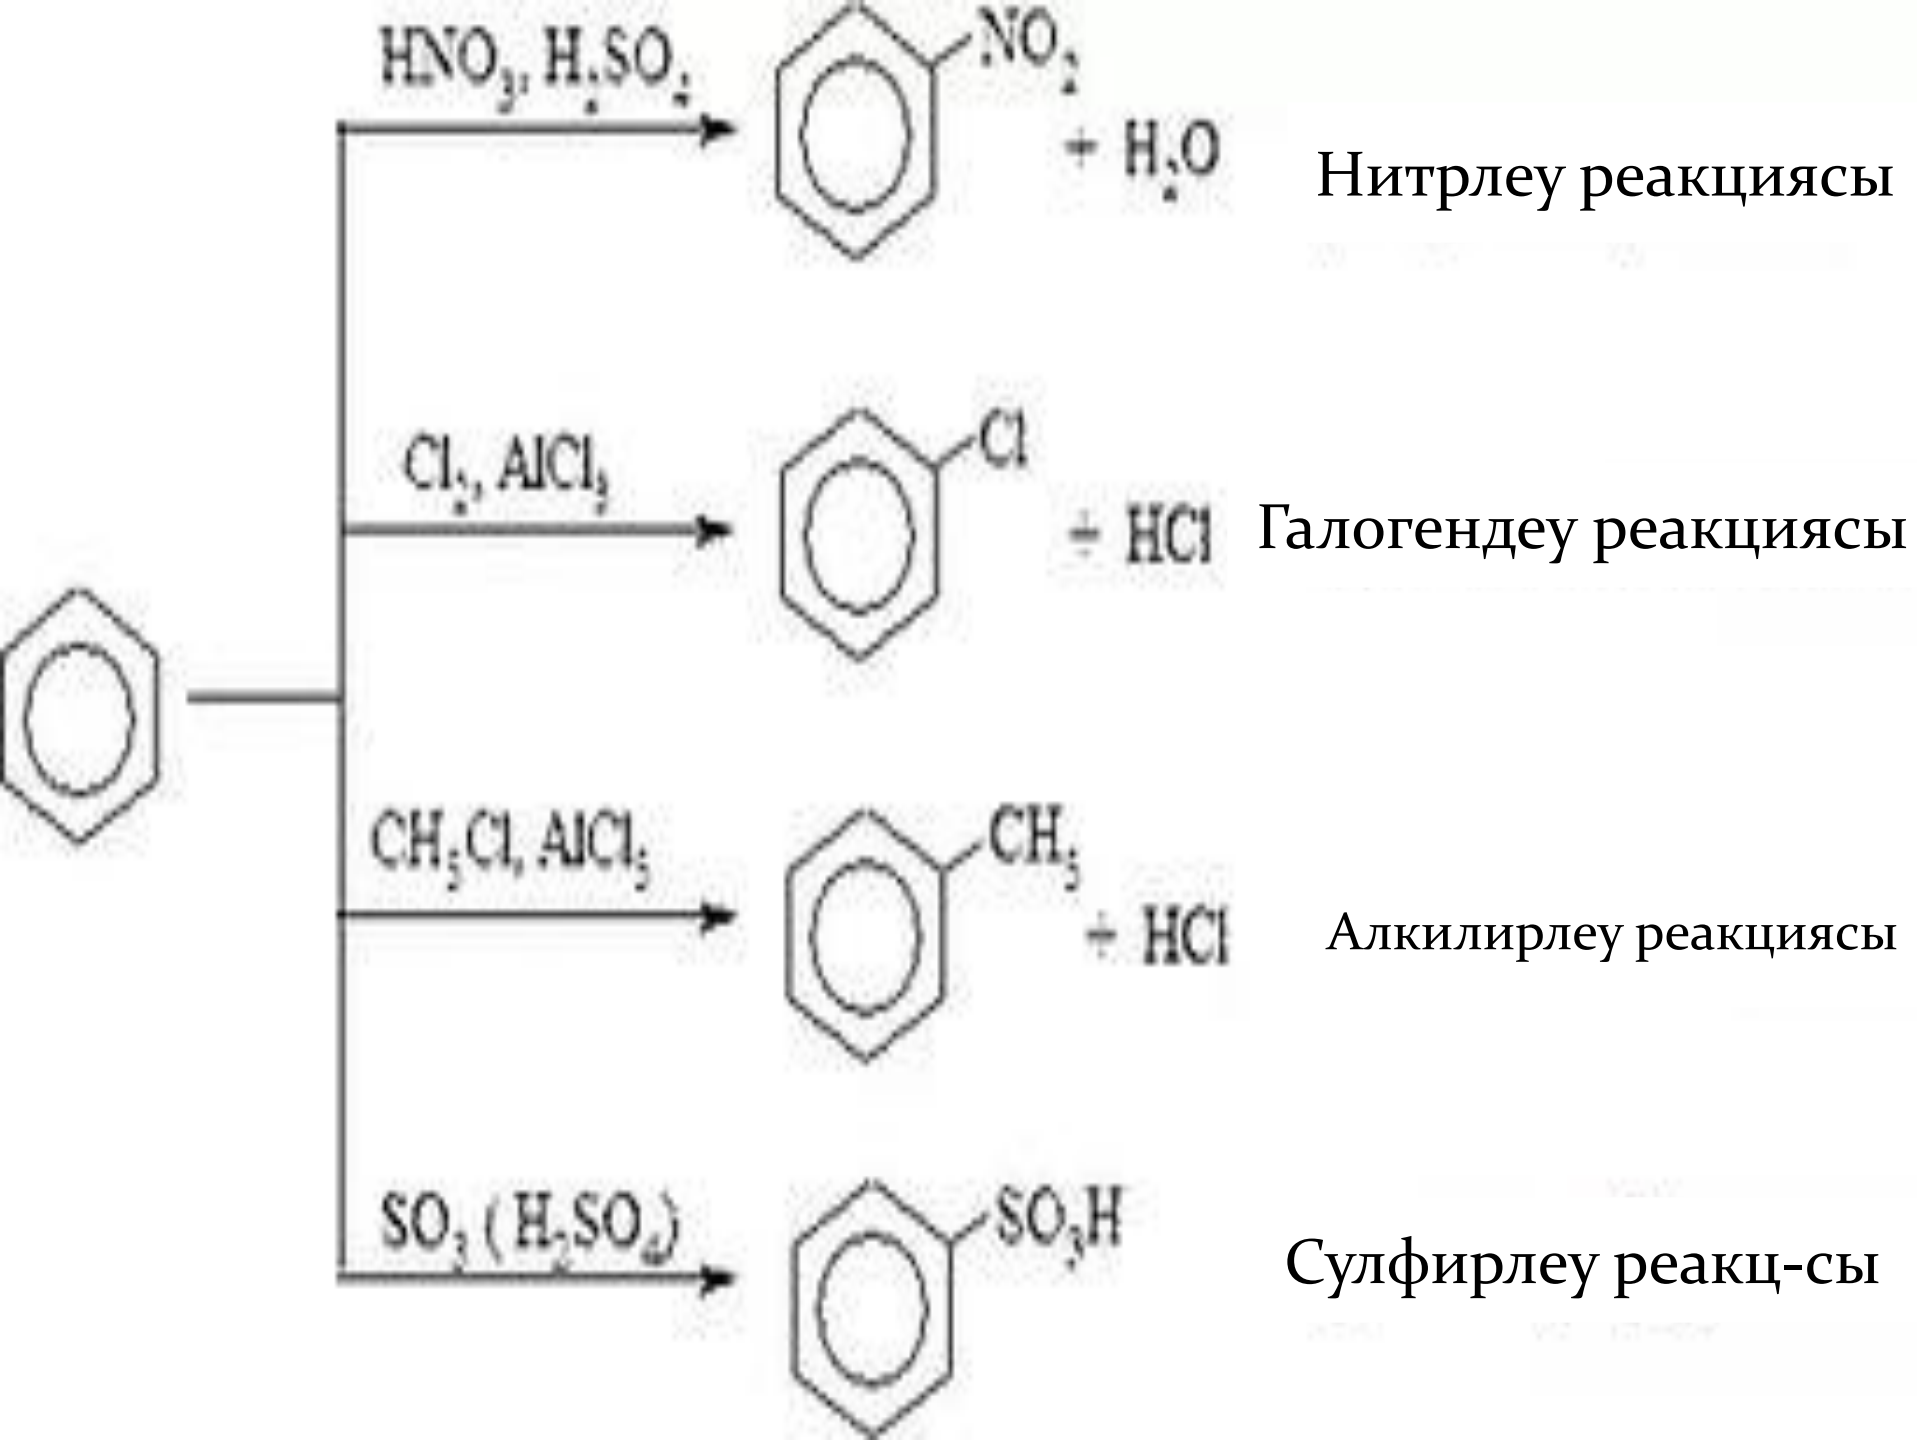 HNO₃, H₂SO₄
NO₂
+ H₂O
Нитрлеу реакциясы
Cl₂, AlCl₃
Cl
+ HCl
Галогендеу реакциясы
CH₃Cl, AlCl₃
CH₃
+ HCl
Алкилирлеу реакциясы
SO₃ (H₂SO₄)
SO₃H
Сулфирлеу реакц-сы